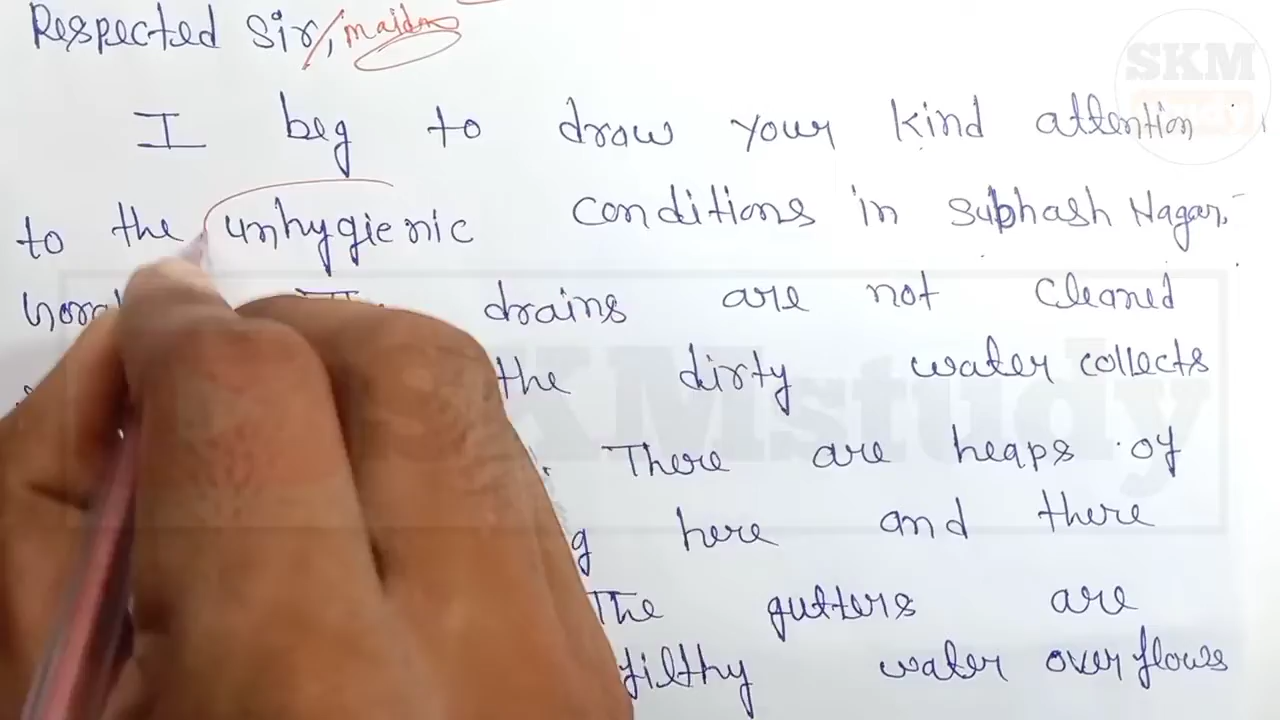 Respected Sir/, maidm
I beg to draw your kind attention
to the unhygienic conditions in Subhash Nagar,
drains are not cleaned
the dirty water collects
There are heaps of
here and there
The gutters are
filthy water overflows
SKM
Study
SKMstudy